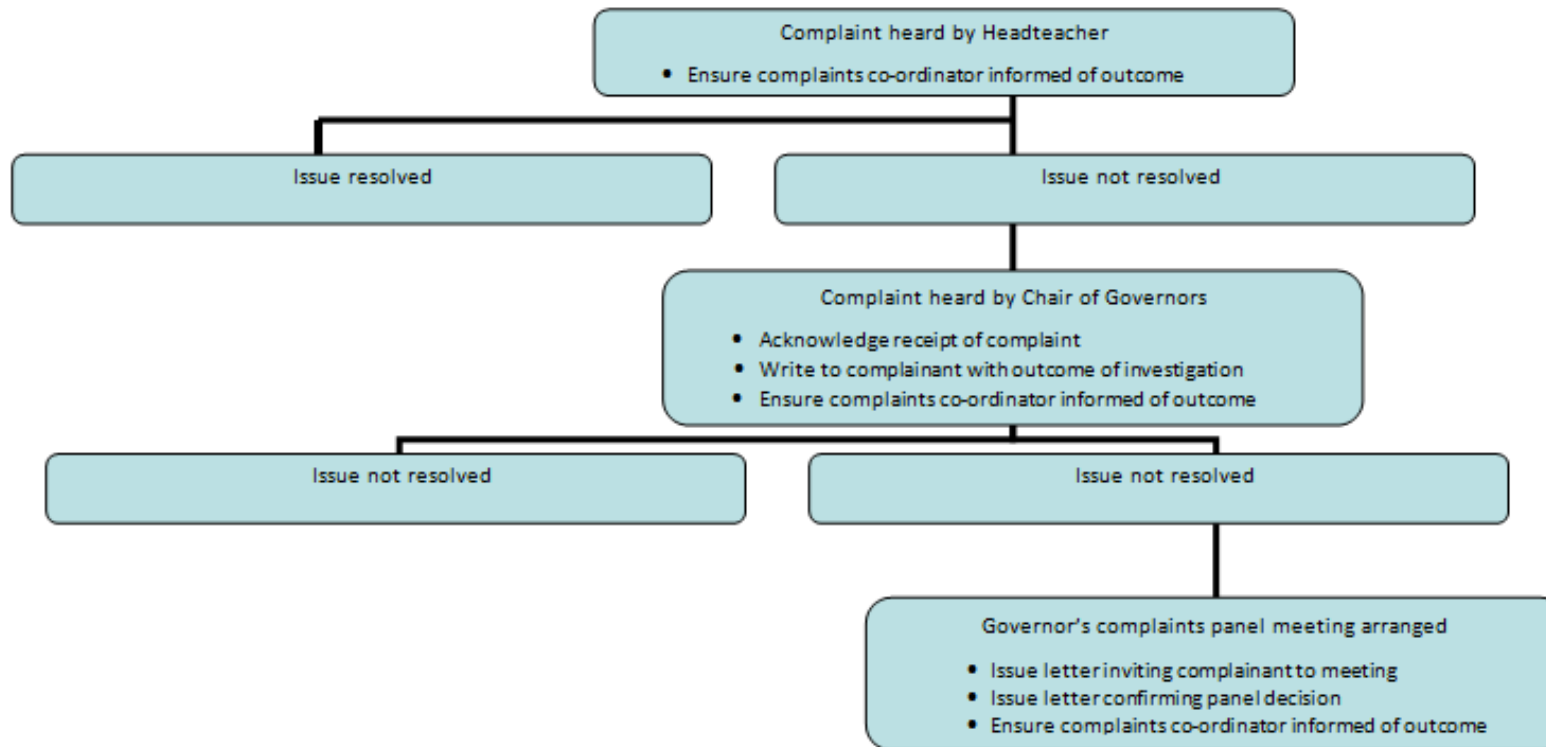 Complaint heard by Headteacher
• Ensure complaints co-ordinator informed of outcome
Issue resolved
Issue not resolved
Complaint heard by Chair of Governors
• Acknowledge receipt of complaint
• Write to complainant with outcome of investigation
• Ensure complaints co-ordinator informed of outcome
Issue not resolved
Issue not resolved
Governor’s complaints panel meeting arranged
• Issue letter inviting complainant to meeting
• Issue letter confirming panel decision
• Ensure complaints co-ordinator informed of outcome